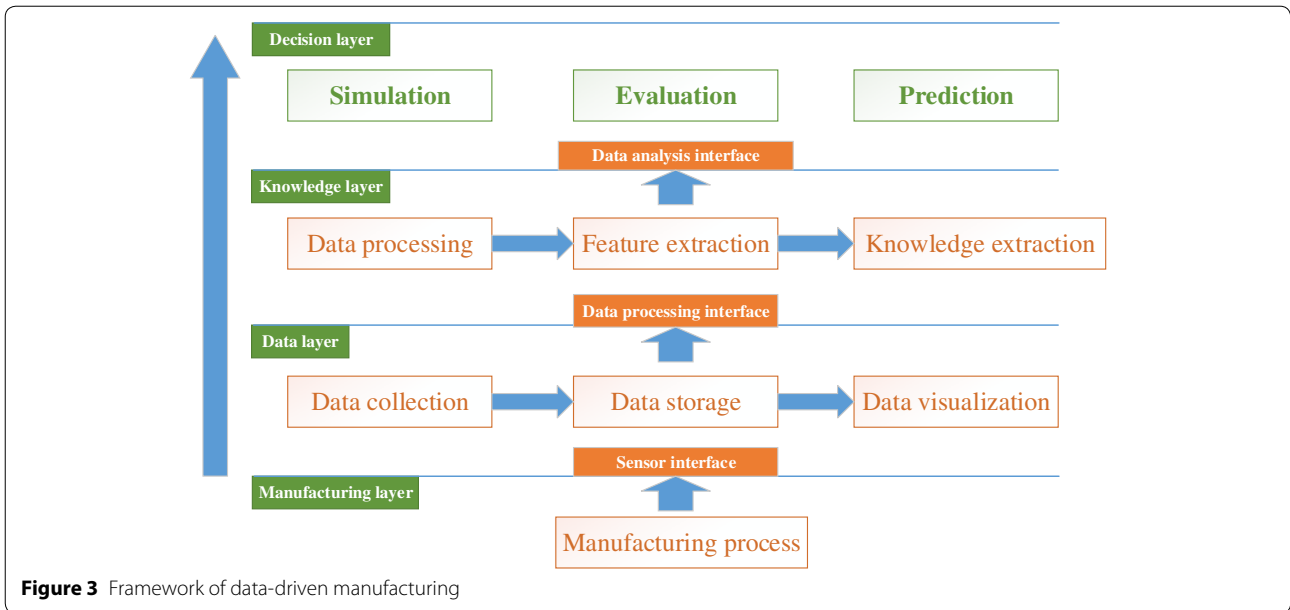 Decision layer
Simulation
Evaluation
Prediction
Data analysis interface
Knowledge layer
Data processing
Feature extraction
Knowledge extraction
Data processing interface
Data layer
Data collection
Data storage
Data visualization
Sensor interface
Manufacturing layer
Manufacturing process
Figure 3 Framework of data-driven manufacturing